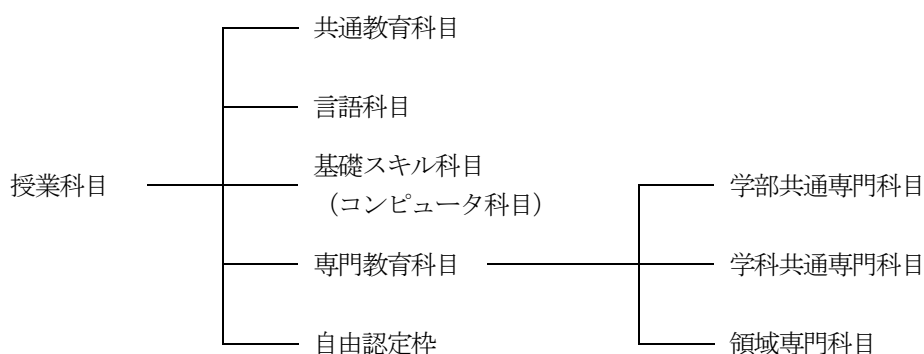 共通教育科目
言語科目
授業科目
基礎スキル科目
（コンピュータ科目）
専門教育科目
自由認定枠
学部共通専門科目
学科共通専門科目
領域専門科目